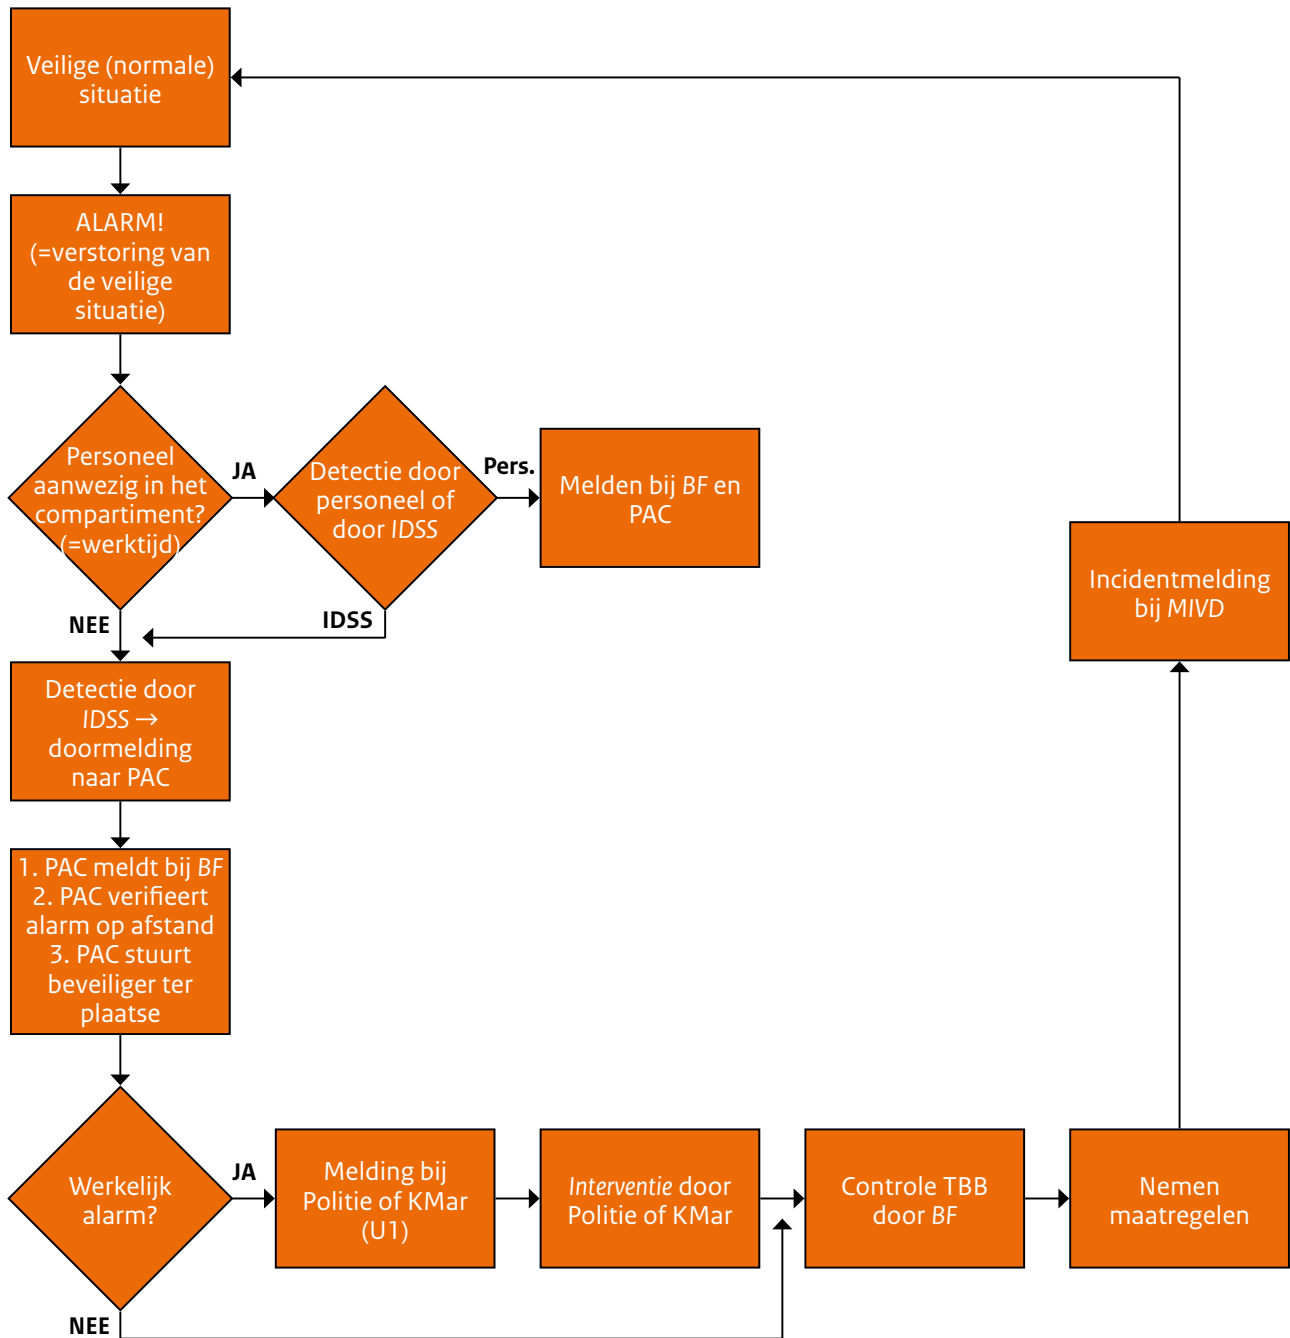 Veilige (normale)
situatie
ALARM!
(=verstoring van
de veilige
situatie)
Personeel
aanwezig in het
compartiment?
(=werktijd)
JA
Detectie door
personeel of
door IDSS
Pers.
Melden bij BF en
PAC
NEE
IDSS
Incidentmelding
bij MIVD
Detectie door
IDSS →
doormelding
naar PAC
1. PAC meldt bij BF
2. PAC verifieert
alarm op afstand
3. PAC stuurt
beveiliger ter
plaatse
Werkelijk
alarm?
JA
Melding bij
Politie of KMar
(U1)
Interventie door
Politie of KMar
Controle TBB
door BF
Nemen
maatregelen
NEE